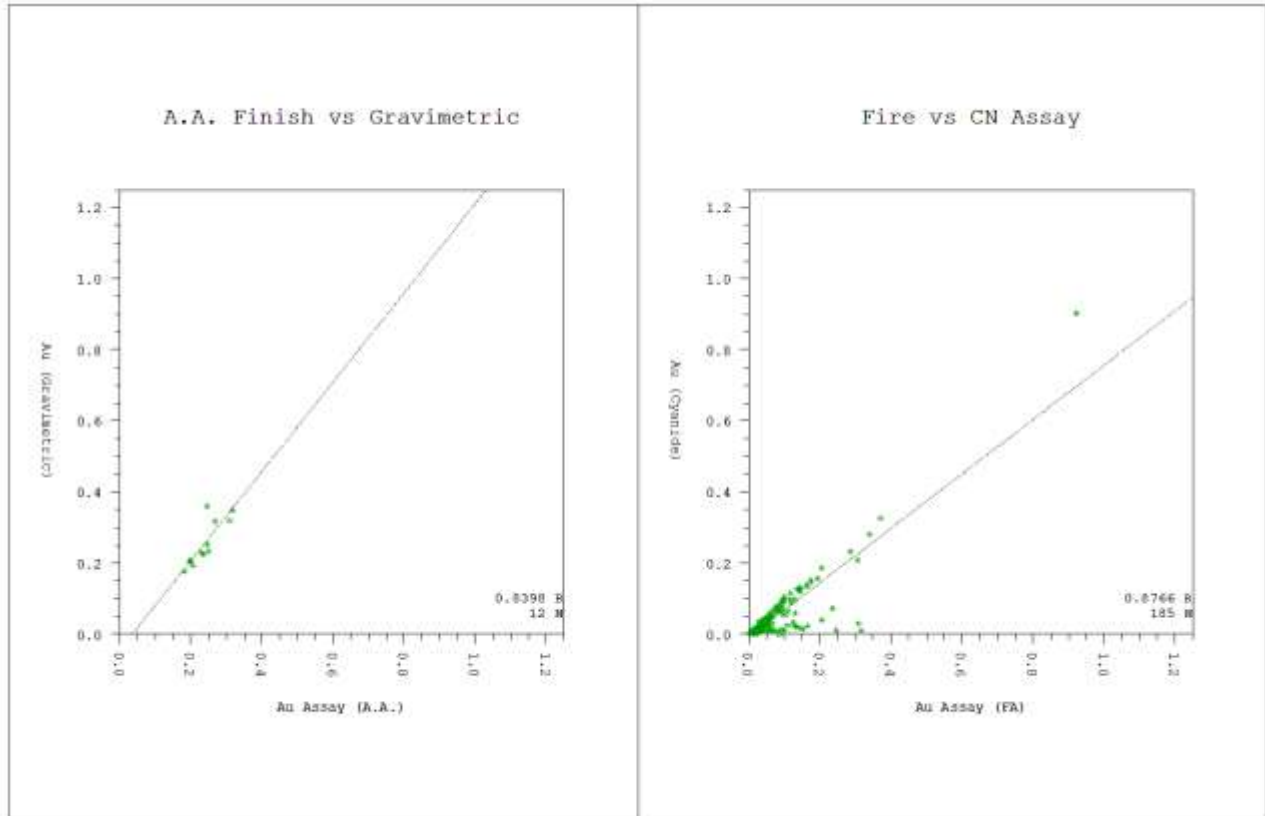 A.A. Finish vs Gravimetric
1.2
1.0
0.8
0.6
0.4
0.2
0.0
Au (Gravimetric)
0.8398 R
12 N
0.0 0.2 0.4 0.6 0.8 1.0 1.2
Au Assay (A.A.)
Fire vs CN Assay
1.2
1.0
0.8
0.6
0.4
0.2
0.0
Au (Cyanide)
0.8766 R
185 N
0.0 0.2 0.4 0.6 0.8 1.0 1.2
Au Assay (FA)